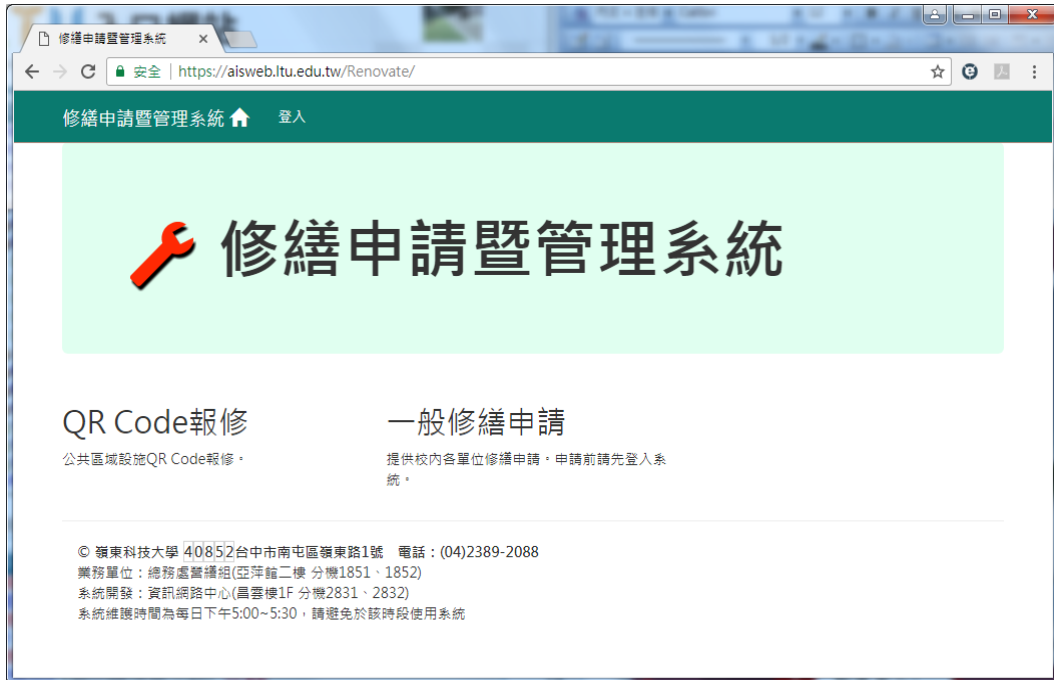 修繕申請暨管理系統
安全 | https://aisweb.ltu.edu.tw/Renovate/
修繕申請暨管理系統 登入
修繕申請暨管理系統
QR Code報修
公共區域設施QR Code報修。
一般修繕申請
提供校內各單位修繕申請。申請前請先登入系
統。
© 嶺東科技大學 40852台中市南屯區嶺東路1號 電話：(04)2389-2088
業務單位：總務處營繕組(亞萍館二樓 分機1851、1852)
系統開發：資訊網路中心(昌雲樓1F 分機2831、2832)
系統維護時間為每日下午5:00~5:30，請避免於該時段使用系統